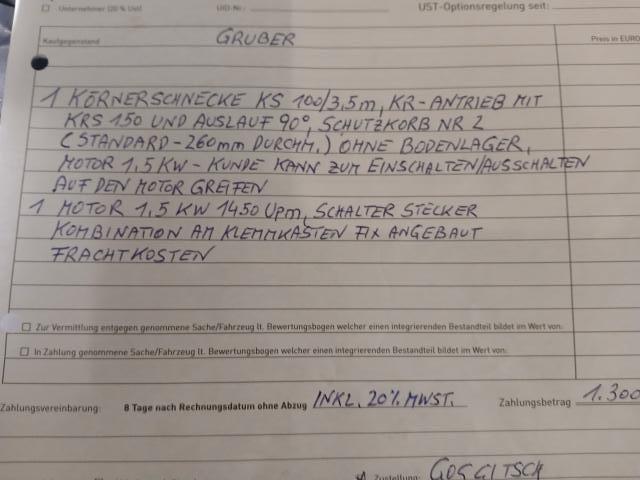 ☐ Unternehmer (20 % Ust) UID-Nr.: UST-Optionsregelung seit:
Kaufgegenstand GRUBER Preis in EURO
1 KÖRNERSCHNECKE KS 100/3,5m, KR-ANTRIEB MIT
KRS 150 UND AUSLAUF 90°, SCHUTZKORB NR 2
(STANDARD-260mm DURCHM.) OHNE BODENLAGER,
MOTOR 1,5 KW - KUNDE KANN ZUM EINSCHALTEN/AUSSCHALTEN
AUF DEN MOTOR GREIFEN
1 MOTOR 1,5 KW 1450 Upm, SCHALTER STECKER
KOMBINATION AM KLEMMKASTEN FIX ANGEBAUT
FRACHTKOSTEN
☐ Zur Vermittlung entgegen genommene Sache/Fahrzeug lt. Bewertungsbogen welcher einen integrierenden Bestandteil bildet im Wert von:
☐ In Zahlung genommene Sache/Fahrzeug lt. Bewertungsbogen welcher einen integrierenden Bestandteil bildet im Wert von:
Zahlungsvereinbarung: 8 Tage nach Rechnungsdatum ohne Abzug INKL. 20% MWST. Zahlungsbetrag 1.300
Zustellung: GOGGITSCH